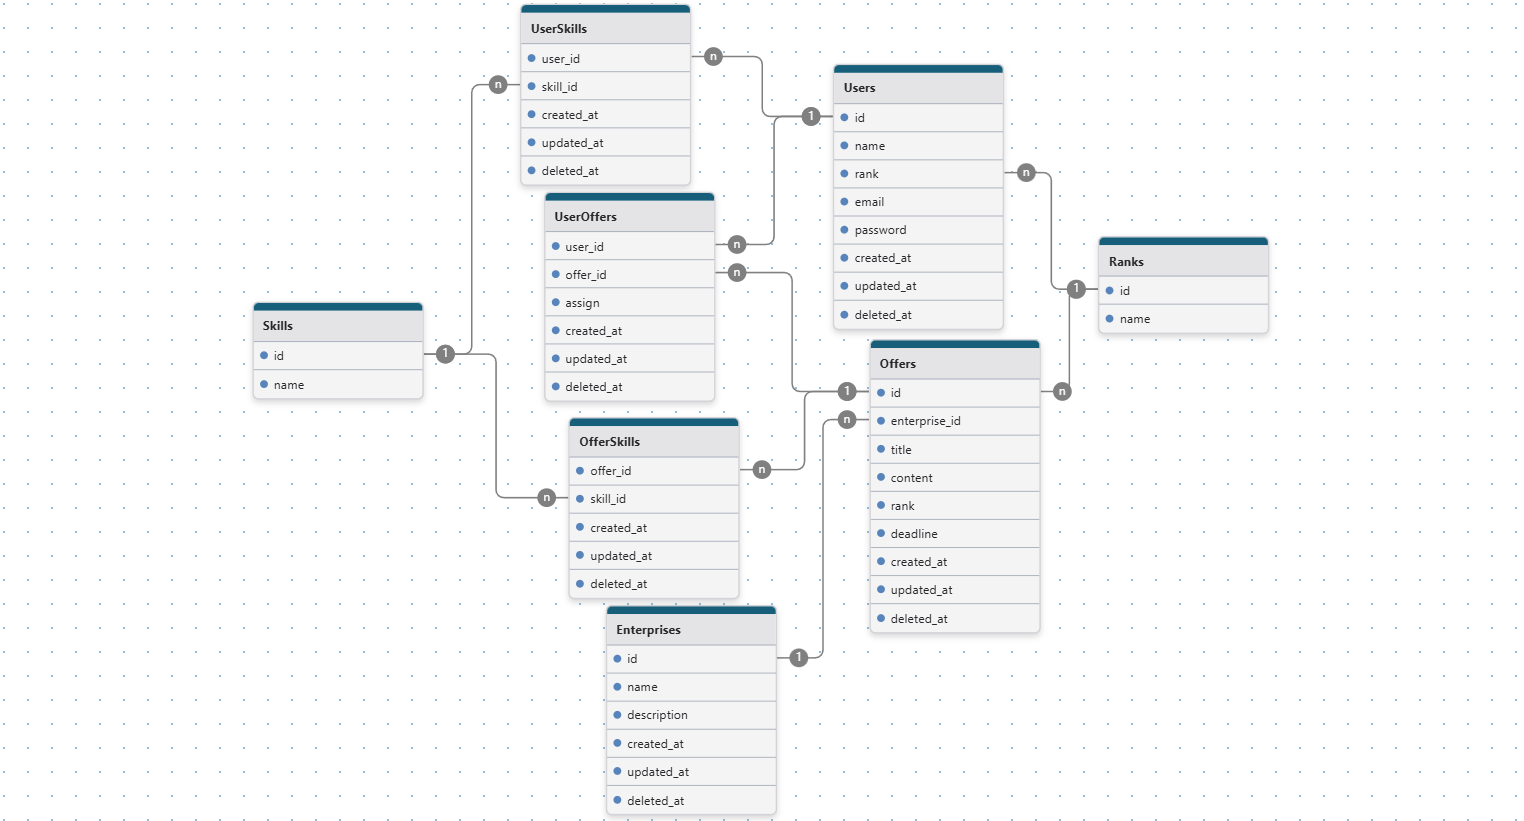 UserSkills
user_id
n
skill_id
n
created_at
updated_at
deleted_at
Users
id
1
name
rank
n
email
password
created_at
updated_at
deleted_at
UserOffers
user_id
n
offer_id
n
assign
created_at
updated_at
deleted_at
Ranks
id
1
name
Skills
id
1
name
Offers
id
1
n
enterprise_id
n
title
content
rank
deadline
created_at
updated_at
deleted_at
OfferSkills
offer_id
n
skill_id
n
created_at
updated_at
deleted_at
Enterprises
id
1
name
description
created_at
updated_at
deleted_at